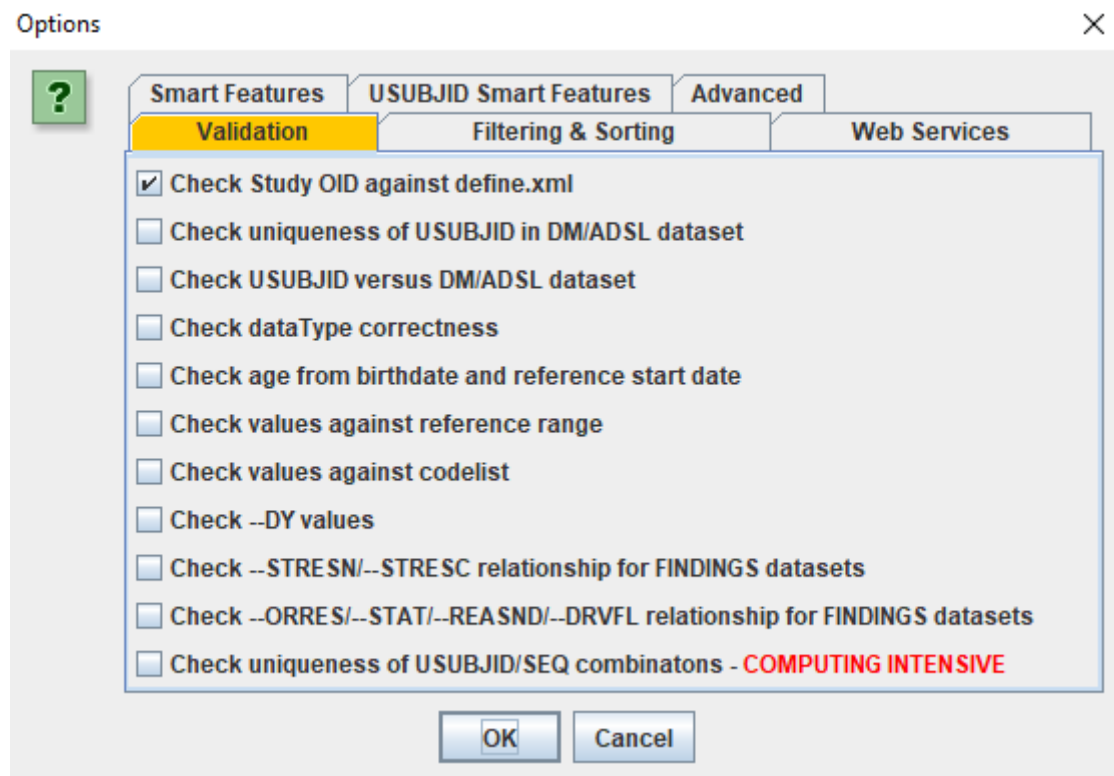 Options
?
Smart Features
USUBJID Smart Features
Advanced
Validation
Filtering & Sorting
Web Services
Check Study OID against define.xml
Check uniqueness of USUBJID in DM/ADSL dataset
Check USUBJID versus DM/ADSL dataset
Check dataType correctness
Check age from birthdate and reference start date
Check values against reference range
Check values against codelist
Check --DY values
Check --STRESN/--STRESC relationship for FINDINGS datasets
Check --ORRES/--STAT/--REASND/--DRVFL relationship for FINDINGS datasets
Check uniqueness of USUBJID/SEQ combinatons - COMPUTING INTENSIVE
OK
Cancel